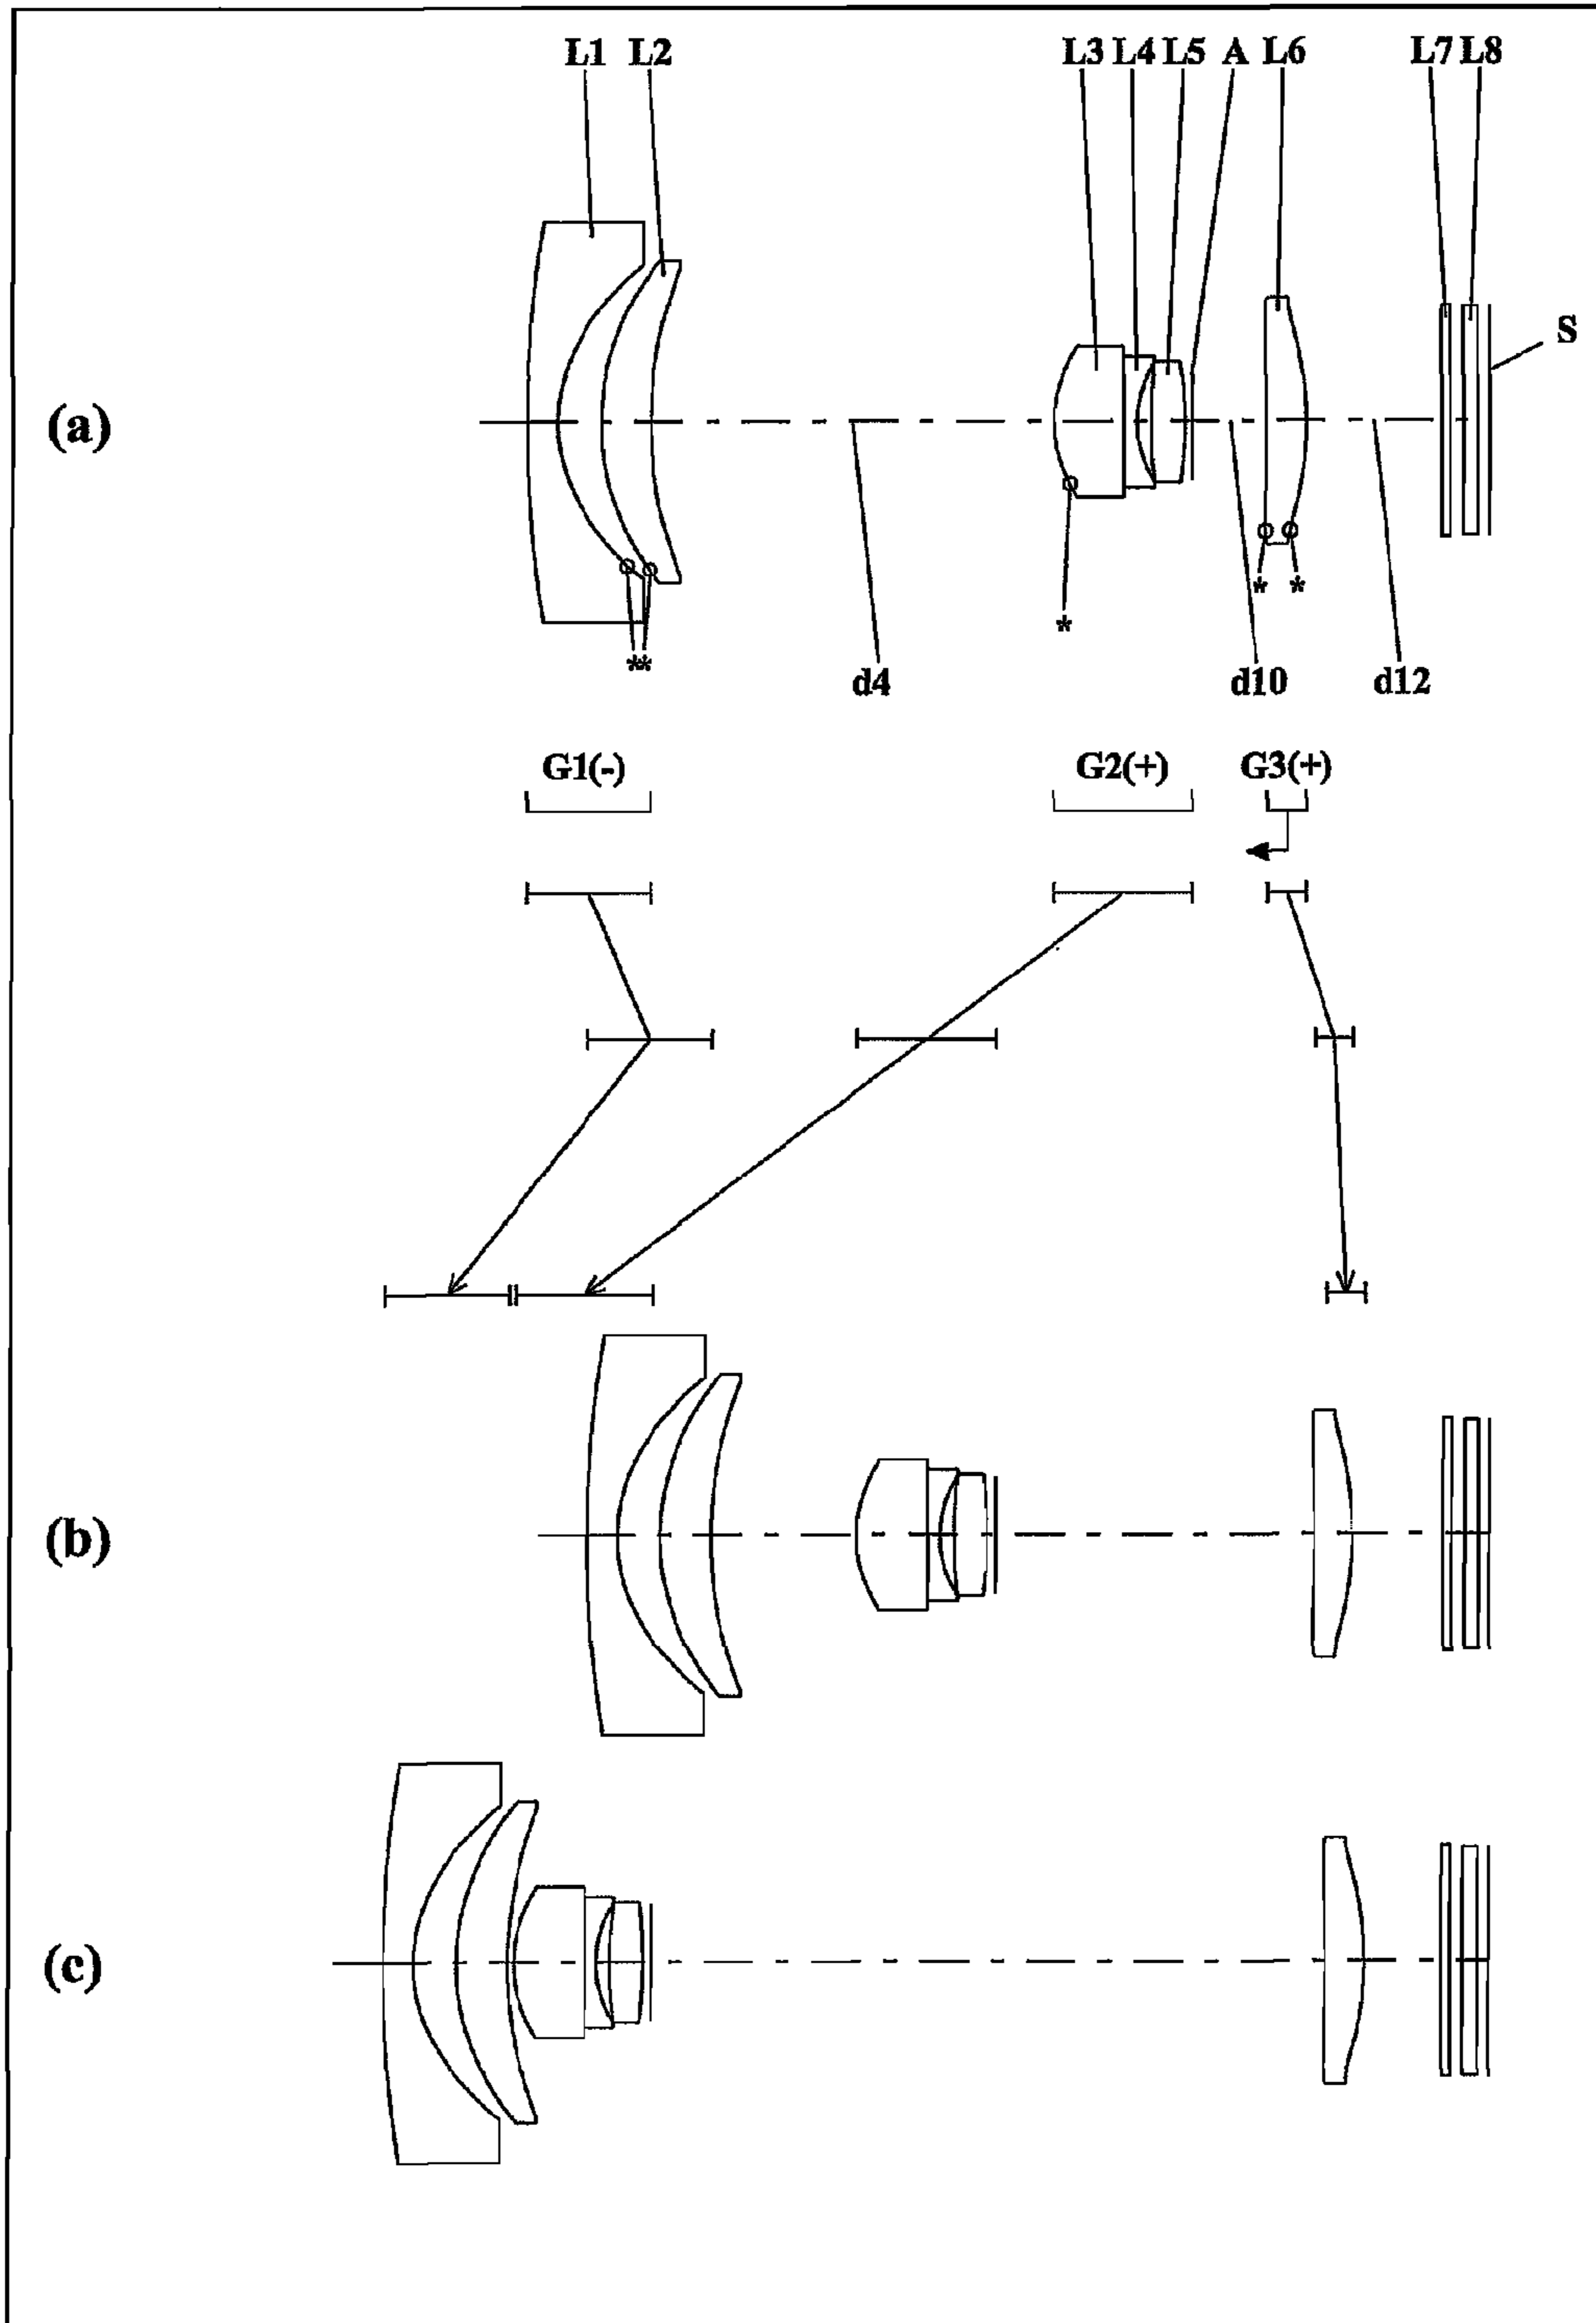 L1 L2 L3 L4 L5 A L6 L7 L8
S
(a)
* *
*
**
d4 d10 d12
G1(-) G2(+) G3(+)
(b)
(c)